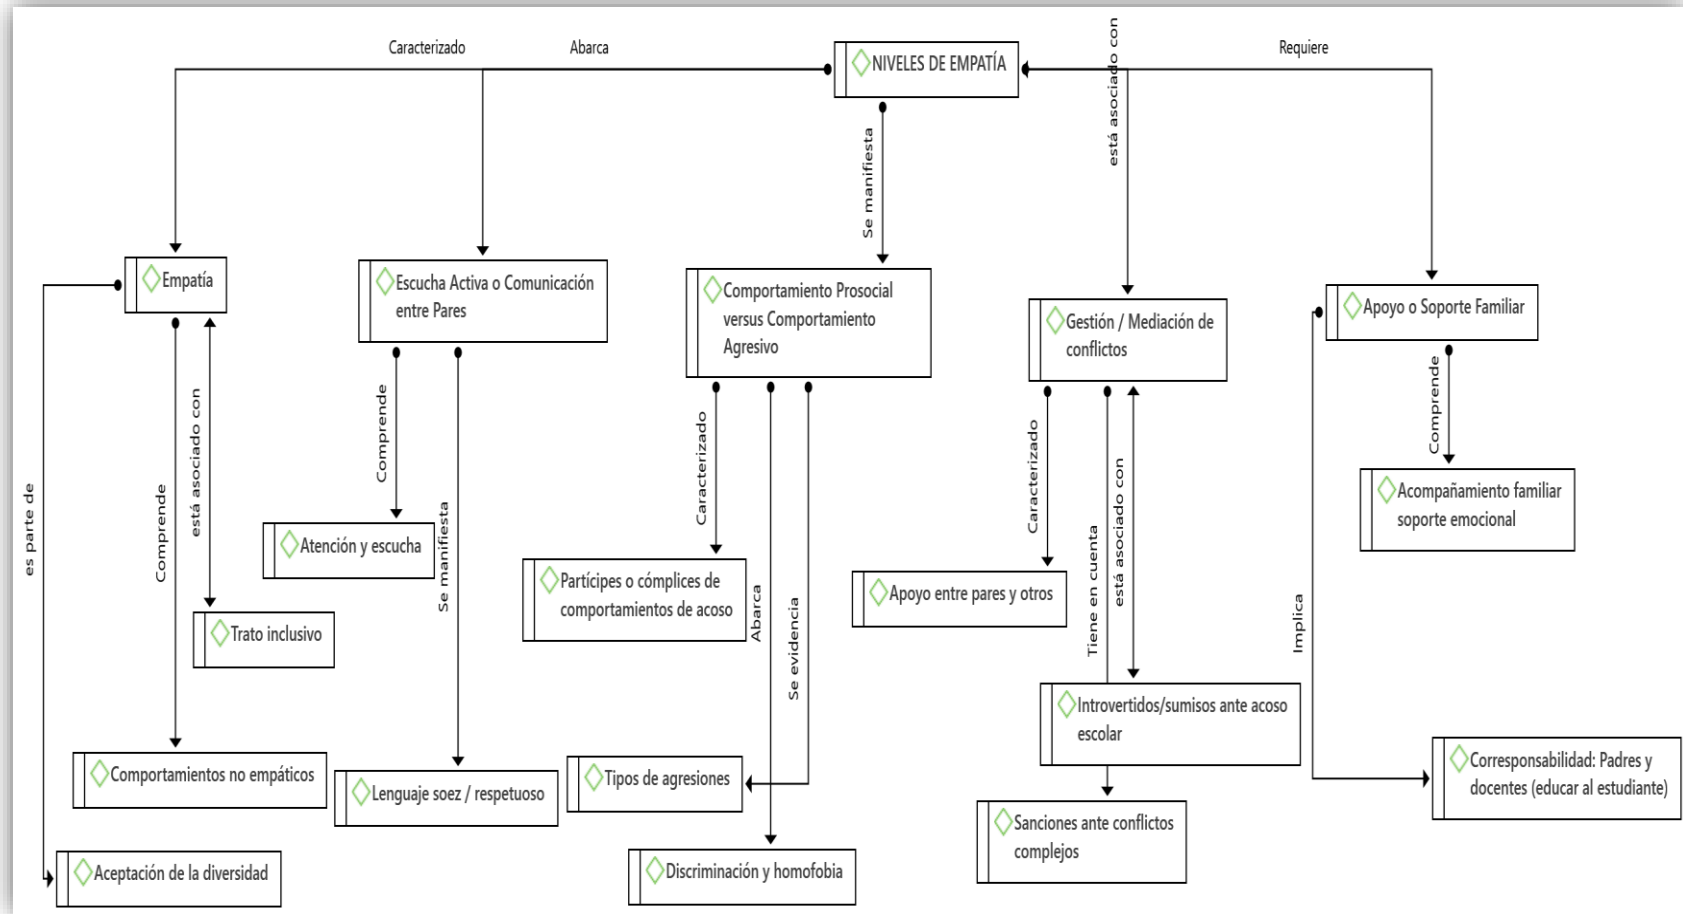 Caracterizado
Abarca
NIVELES DE EMPATÍA
está asociado con
Requiere
Se manifiesta
Empatía
Escucha Activa o Comunicación
entre Pares
Comportamiento Prosocial
versus Comportamiento
Agresivo
Gestión / Mediación de
conflictos
Apoyo o Soporte Familiar
es parte de
Comprende
está asociado con
Comprende
Se manifiesta
Caracterizado
Abarca
Se evidencia
Caracterizado
Tiene en cuenta
está asociado con
Implica
Comprende
Acompañamiento familiar
soporte emocional
Atención y escucha
Partícipes o cómplices de
comportamientos de acoso
Apoyo entre pares y otros
Trato inclusivo
Introvertidos/sumisos ante acoso
escolar
Comportamientos no empáticos
Lenguaje soez / respetuoso
Tipos de agresiones
Corresponsabilidad: Padres y
docentes (educar al estudiante)
Sanciones ante conflictos
complejos
Aceptación de la diversidad
Discriminación y homofobia